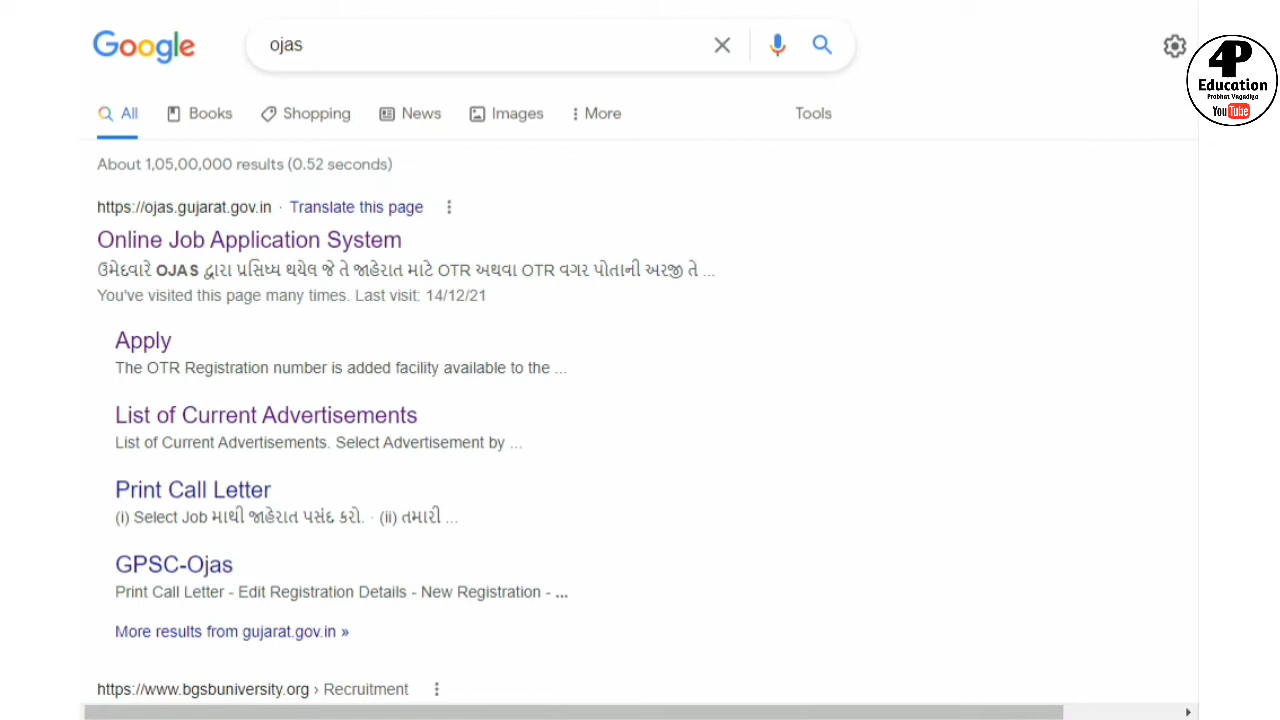 Google
ojas
4P
Education
Prabhat Vagadiya
YouTube
All Books Shopping News Images More Tools
About 1,05,00,000 results (0.52 seconds)
https://ojas.gujarat.gov.in · Translate this page
Online Job Application System
ઉમેદવારે OJAS દ્વારા પ્રસિધ્ધ થયેલ જે તે જાહેરાત માટે OTR અથવા OTR વગર પોતાની અરજી તે ...
You've visited this page many times. Last visit: 14/12/21
Apply
The OTR Registration number is added facility available to the ...
List of Current Advertisements
List of Current Advertisements. Select Advertisement by ...
Print Call Letter
(i) Select Job માથી જાહેરાત પસંદ કરો. · (ii) તમારી ...
GPSC-Ojas
Print Call Letter - Edit Registration Details - New Registration - ...
More results from gujarat.gov.in »
https://www.bgsbuniversity.org › Recruitment